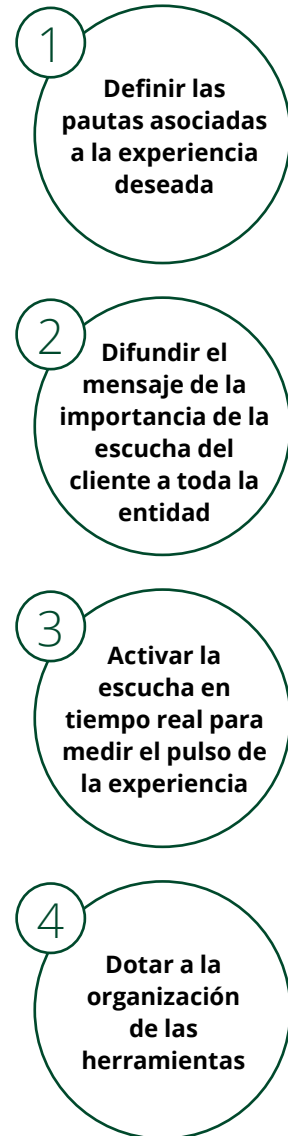 1
Definir las
pautas asociadas
a la experiencia
deseada
2
Difundir el
mensaje de la
importancia de la
escucha del
cliente a toda la
entidad
3
Activar la
escucha en
tiempo real para
medir el pulso de
la experiencia
4
Dotar a la
organización
de las
herramientas